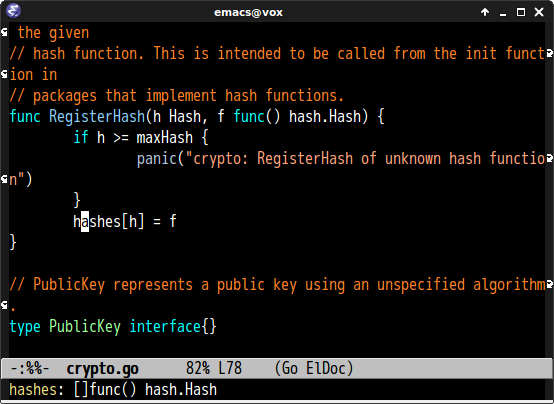 emacs@vox
 the given
// hash function. This is intended to be called from the init funct
ion in
// packages that implement hash functions.
func RegisterHash(h Hash, f func() hash.Hash) {
        if h >= maxHash {
                panic("crypto: RegisterHash of unknown hash functio
n")
        }
        hashes[h] = f
}

// PublicKey represents a public key using an unspecified algorithm
.
type PublicKey interface{}

-:%%-  crypto.go      82% L78    (Go ElDoc)
hashes: []func() hash.Hash